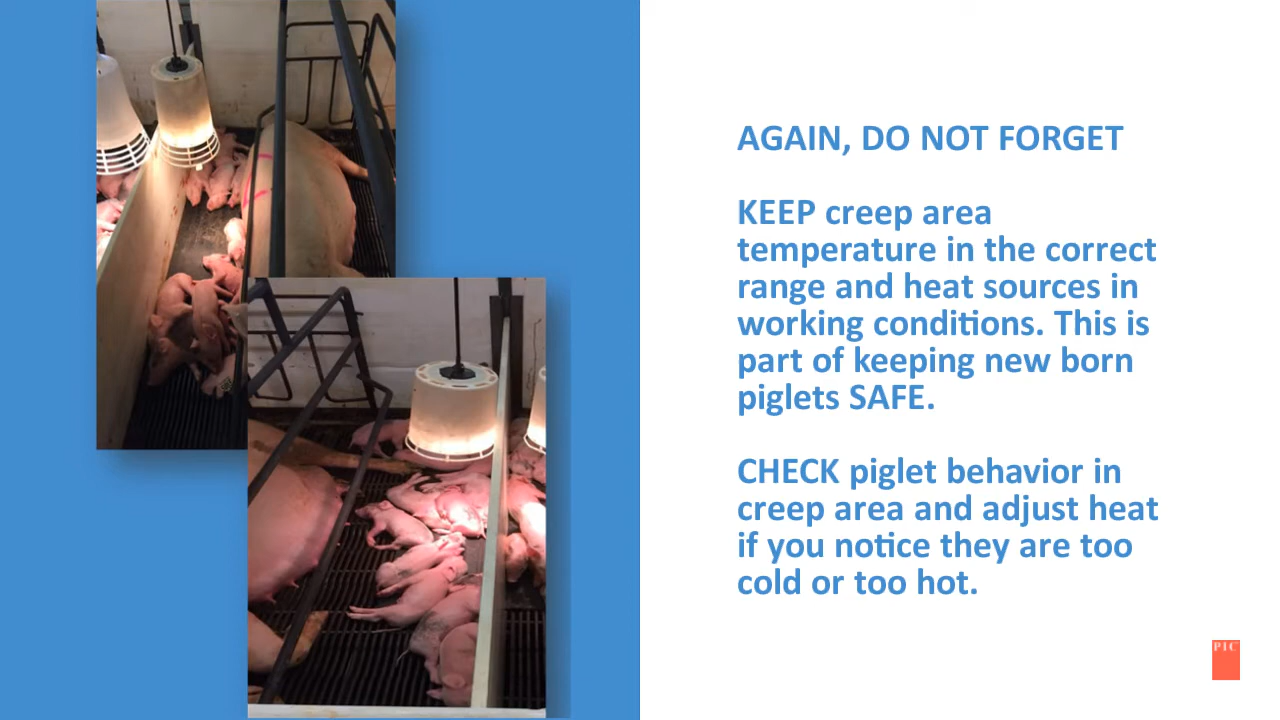 AGAIN, DO NOT FORGET
KEEP creep area
temperature in the correct
range and heat sources in
working conditions. This is
part of keeping new born
piglets SAFE.
CHECK piglet behavior in
creep area and adjust heat
if you notice they are too
cold or too hot.
PIC